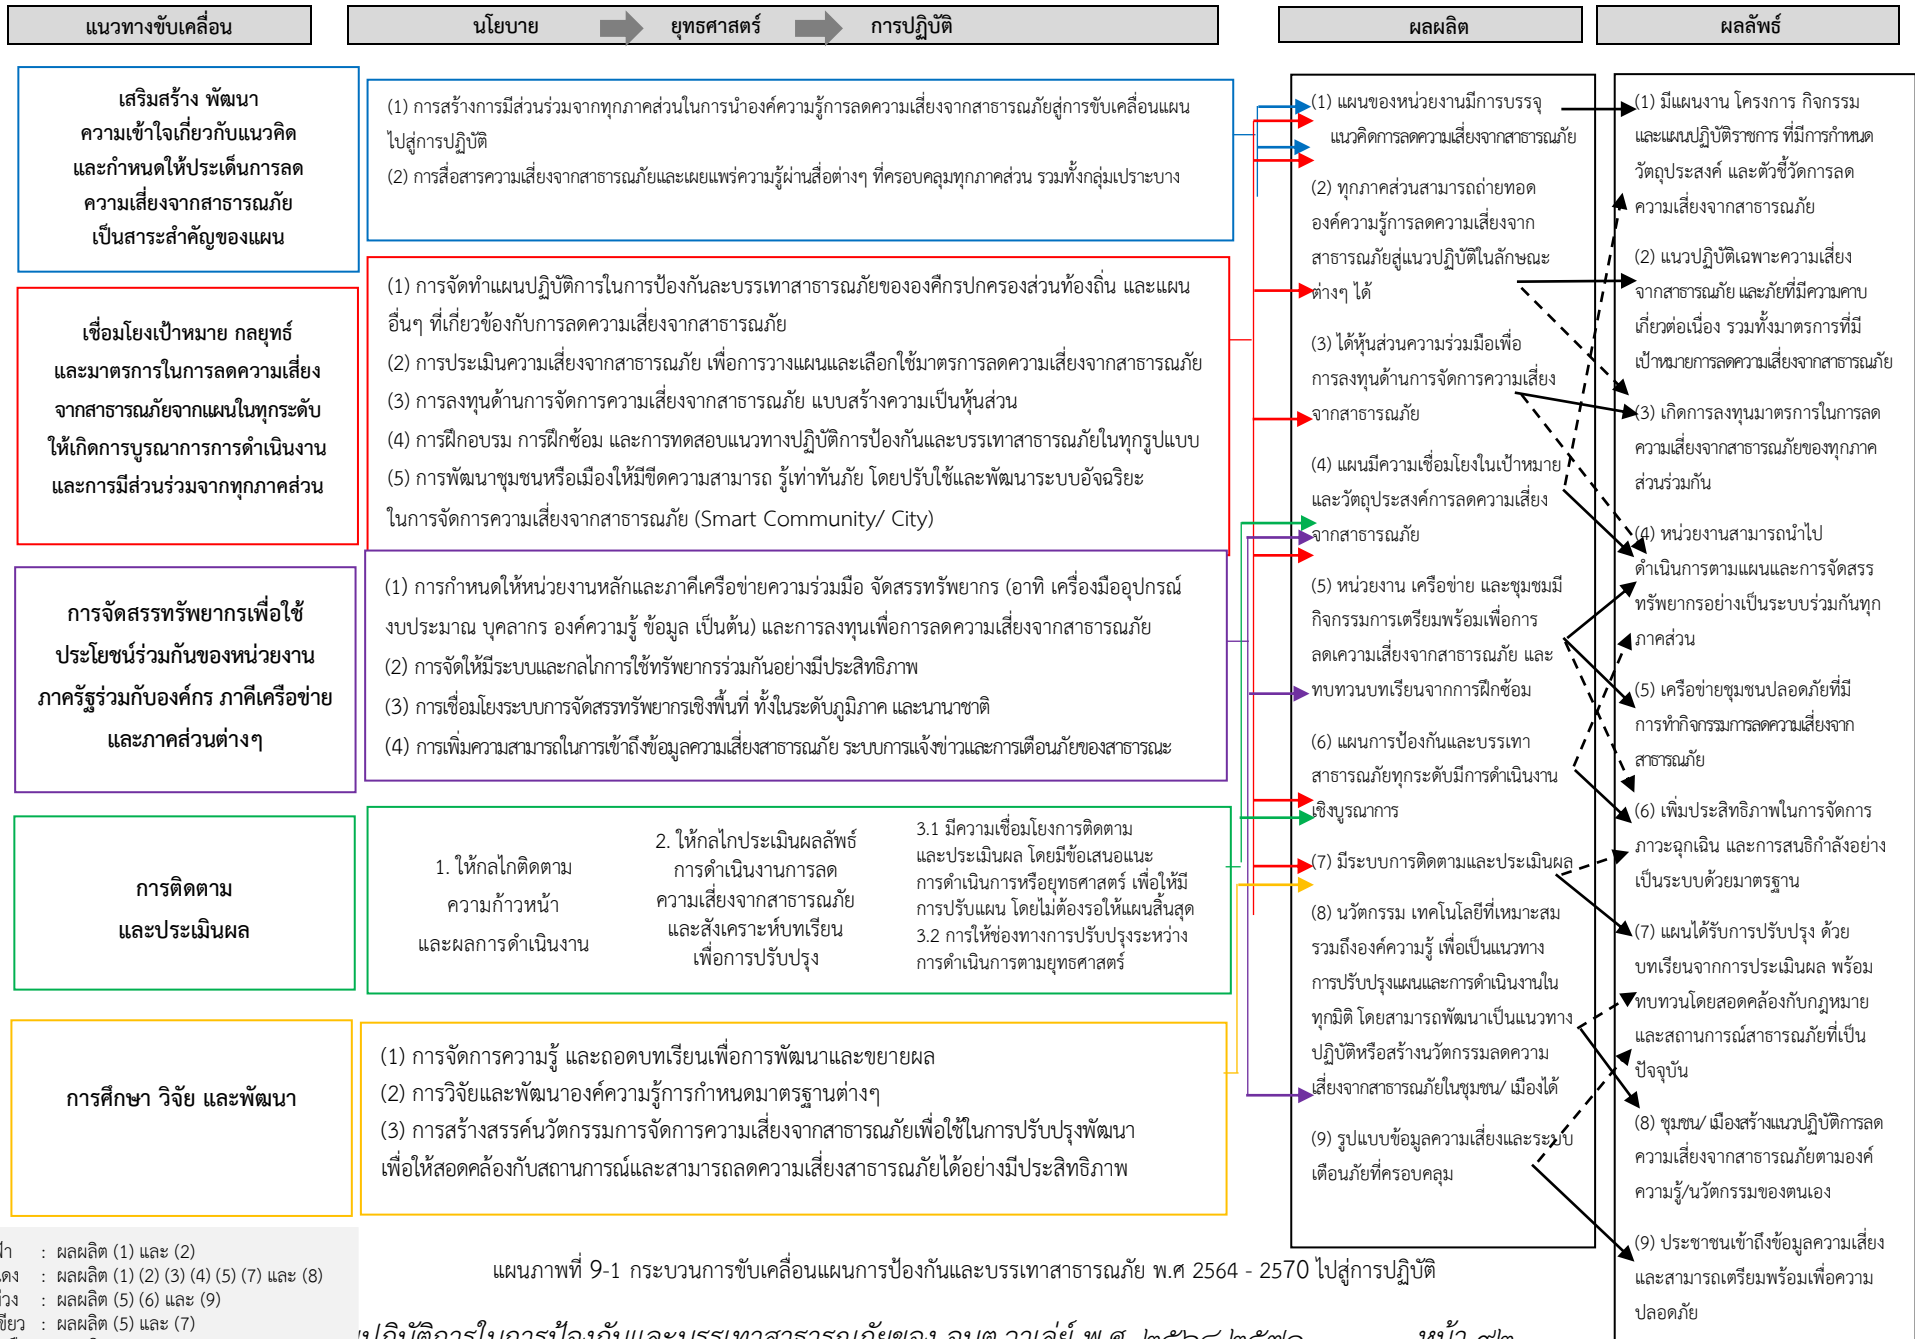 แนวทางขับเคลื่อน
นโยบาย ยุทธศาสตร์ การปฏิบัติ
ผลผลิต
ผลลัพธ์
เสริมสร้าง พัฒนา
ความเข้าใจเกี่ยวกับแนวคิด
และกำหนดให้ประเด็นการลด
ความเสี่ยงจากสาธารณภัย
เป็นสาระสำคัญของแผน
(1) การสร้างการมีส่วนร่วมจากทุกภาคส่วนในการนำองค์ความรู้การลดความเสี่ยงจากสาธารณภัยสู่การขับเคลื่อนแผน
ไปสู่การปฏิบัติ
(2) การสื่อสารความเสี่ยงจากสาธารณภัยและเผยแพร่ความรู้ผ่านสื่อต่างๆ ที่ครอบคลุมทุกภาคส่วน รวมทั้งกลุ่มเปราะบาง
เชื่อมโยงเป้าหมาย กลยุทธ์
และมาตรการในการลดความเสี่ยง
จากสาธารณภัยจากแผนในทุกระดับ
ให้เกิดการบูรณาการการดำเนินงาน
และการมีส่วนร่วมจากทุกภาคส่วน
(1) การจัดทำแผนปฏิบัติการในการป้องกันละบรรเทาสาธารณภัยขององค์กรปกครองส่วนท้องถิ่น และแผน
อื่นๆ ที่เกี่ยวข้องกับการลดความเสี่ยงจากสาธารณภัย
(2) การประเมินความเสี่ยงจากสาธารณภัย เพื่อการวางแผนและเลือกใช้มาตรการลดความเสี่ยงจากสาธารณภัย
(3) การลงทุนด้านการจัดการความเสี่ยงจากสาธารณภัย แบบสร้างความเป็นหุ้นส่วน
(4) การฝึกอบรม การฝึกซ้อม และการทดสอบแนวทางปฏิบัติการป้องกันและบรรเทาสาธารณภัยในทุกรูปแบบ
(5) การพัฒนาชุมชนหรือเมืองให้มีขีดความสามารถ รู้เท่าทันภัย โดยปรับใช้และพัฒนาระบบอัจฉริยะ
ในการจัดการความเสี่ยงจากสาธารณภัย (Smart Community/ City)
การจัดสรรทรัพยากรเพื่อใช้
ประโยชน์ร่วมกันของหน่วยงาน
ภาครัฐร่วมกับองค์กร ภาคีเครือข่าย
และภาคส่วนต่างๆ
(1) การกำหนดให้หน่วยงานหลักและภาคีเครือข่ายความร่วมมือ จัดสรรทรัพยากร (อาทิ เครื่องมืออุปกรณ์
งบประมาณ บุคลากร องค์ความรู้ ข้อมูล เป็นต้น) และการลงทุนเพื่อการลดความเสี่ยงจากสาธารณภัย
(2) การจัดให้มีระบบและกลไกการใช้ทรัพยากรร่วมกันอย่างมีประสิทธิภาพ
(3) การเชื่อมโยงระบบการจัดสรรทรัพยากรเชิงพื้นที่ ทั้งในระดับภูมิภาค และนานาชาติ
(4) การเพิ่มความสามารถในการเข้าถึงข้อมูลความเสี่ยงสาธารณภัย ระบบการแจ้งข่าวและการเตือนภัยของสาธารณะ
การติดตาม
และประเมินผล
1. ให้กลไกติดตาม
ความก้าวหน้า
และผลการดำเนินงาน
2. ให้กลไกประเมินผลลัพธ์
การดำเนินงานการลด
ความเสี่ยงจากสาธารณภัย
และสังเคราะห์บทเรียน
เพื่อการปรับปรุง
3.1 มีความเชื่อมโยงการติดตาม
และประเมินผล โดยมีข้อเสนอแนะ
การดำเนินการหรือยุทธศาสตร์ เพื่อให้มี
การปรับแผน โดยไม่ต้องรอให้แผนสิ้นสุด
3.2 การให้ช่องทางการปรับปรุงระหว่าง
การดำเนินการตามยุทธศาสตร์
การศึกษา วิจัย และพัฒนา
(1) การจัดการความรู้ และถอดบทเรียนเพื่อการพัฒนาและขยายผล
(2) การวิจัยและพัฒนาองค์ความรู้การกำหนดมาตรฐานต่างๆ
(3) การสร้างสรรค์นวัตกรรมการจัดการความเสี่ยงจากสาธารณภัยเพื่อใช้ในการปรับปรุงพัฒนา
เพื่อให้สอดคล้องกับสถานการณ์และสามารถลดความเสี่ยงสาธารณภัยได้อย่างมีประสิทธิภาพ
(1) แผนของหน่วยงานมีการบรรจุ
แนวคิดการลดความเสี่ยงจากสาธารณภัย
(2) ทุกภาคส่วนสามารถถ่ายทอด
องค์ความรู้การลดความเสี่ยงจาก
สาธารณภัยสู่แนวปฏิบัติในลักษณะ
ต่างๆ ได้
(3) ได้หุ้นส่วนความร่วมมือเพื่อ
การลงทุนด้านการจัดการความเสี่ยง
จากสาธารณภัย
(4) แผนมีความเชื่อมโยงในเป้าหมาย
และวัตถุประสงค์การลดความเสี่ยง
จากสาธารณภัย
(5) หน่วยงาน เครือข่าย และชุมชนมี
กิจกรรมการเตรียมพร้อมเพื่อการ
ลดเความเสี่ยงจากสาธารณภัย และ
ทบทวนบทเรียนจากการฝึกซ้อม
(6) แผนการป้องกันและบรรเทา
สาธารณภัยทุกระดับมีการดำเนินงาน
เชิงบูรณาการ
(7) มีระบบการติดตามและประเมินผล
(8) นวัตกรรม เทคโนโลยีที่เหมาะสม
รวมถึงองค์ความรู้ เพื่อเป็นแนวทาง
การปรับปรุงแผนและการดำเนินงานใน
ทุกมิติ โดยสามารถพัฒนาเป็นแนวทาง
ปฏิบัติหรือสร้างนวัตกรรมลดความ
เสี่ยงจากสาธารณภัยในชุมชน/ เมืองได้
(9) รูปแบบข้อมูลความเสี่ยงและระบบ
เตือนภัยที่ครอบคลุม
(1) มีแผนงาน โครงการ กิจกรรม
และแผนปฏิบัติราชการ ที่มีการกำหนด
วัตถุประสงค์ และตัวชี้วัดการลด
ความเสี่ยงจากสาธารณภัย
(2) แนวปฏิบัติเฉพาะความเสี่ยง
จากสาธารณภัย และภัยที่มีความคาบ
เกี่ยวต่อเนื่อง รวมทั้งมาตรการที่มี
เป้าหมายการลดความเสี่ยงจากสาธารณภัย
(3) เกิดการลงทุนมาตรการในการลด
ความเสี่ยงจากสาธารณภัยของทุกภาค
ส่วนร่วมกัน
(4) หน่วยงานสามารถนำไป
ดำเนินการตามแผนและการจัดสรร
ทรัพยากรอย่างเป็นระบบร่วมกันทุก
ภาคส่วน
(5) เครือข่ายชุมชนปลอดภัยที่มี
การทำกิจกรรมการลดความเสี่ยงจาก
สาธารณภัย
(6) เพิ่มประสิทธิภาพในการจัดการ
ภาวะฉุกเฉิน และการสนธิกำลังอย่าง
เป็นระบบด้วยมาตรฐาน
(7) แผนได้รับการปรับปรุง ด้วย
บทเรียนจากการประเมินผล พร้อม
ทบทวนโดยสอดคล้องกับกฎหมาย
และสถานการณ์สาธารณภัยที่เป็น
ปัจจุบัน
(8) ชุมชน/ เมืองสร้างแนวปฏิบัติการลด
ความเสี่ยงจากสาธารณภัยตามองค์
ความรู้/นวัตกรรมของตนเอง
(9) ประชาชนเข้าถึงข้อมูลความเสี่ยง
และสามารถเตรียมพร้อมเพื่อความ
ปลอดภัย
: ผลผลิต (1) และ (2)
: ผลผลิต (1) (2) (3) (4) (5) (7) และ (8)
: ผลผลิต (5) (6) และ (9)
: ผลผลิต (5) และ (7)
แผนภาพที่ 9-1 กระบวนการขับเคลื่อนแผนการป้องกันและบรรเทาสาธารณภัย พ.ศ 2564 - 2570 ไปสู่การปฏิบัติ